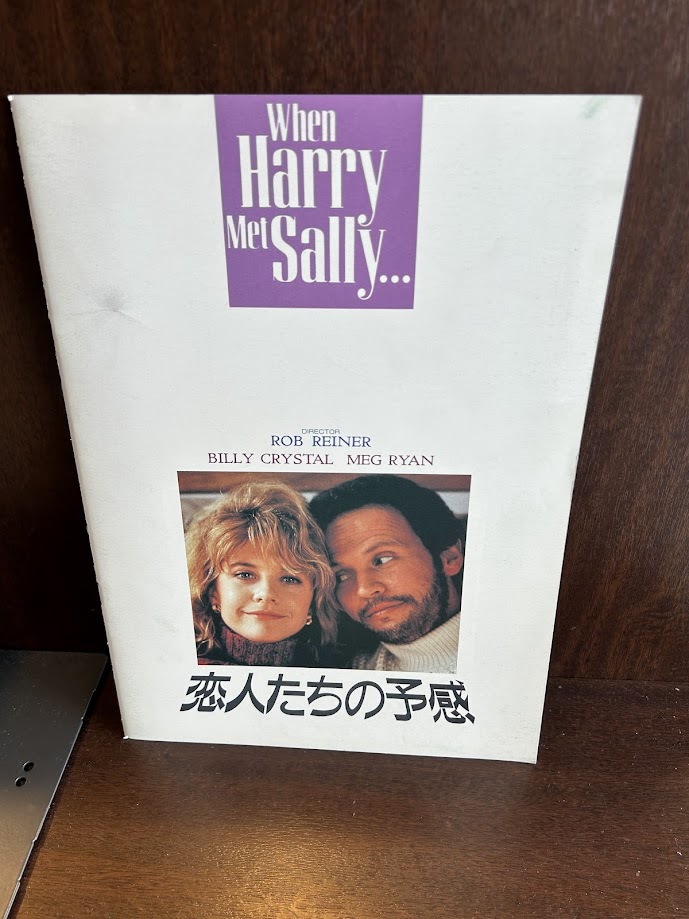 When
Harry
Met Sally...
DIRECTOR
ROB REINER
BILLY CRYSTAL MEG RYAN
恋人たちの予感